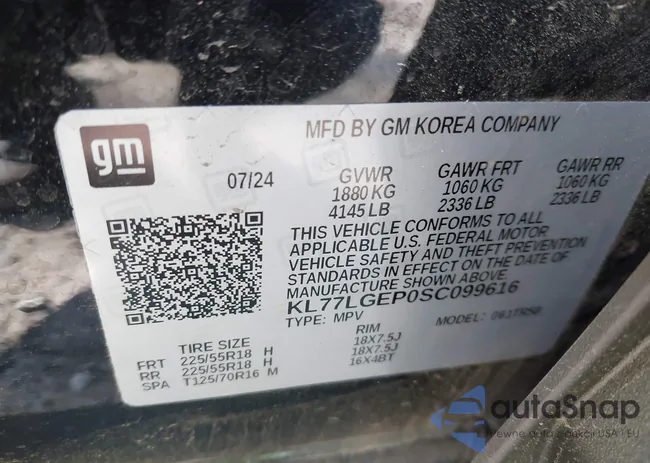 gm
MFD BY GM KOREA COMPANY
07/24
GVWR GAWR FRT GAWR RR
1880 KG 1060 KG 1060 KG
4145 LB 2336 LB 2336 LB
THIS VEHICLE CONFORMS TO ALL
APPLICABLE U.S. FEDERAL MOTOR
VEHICLE SAFETY AND THEFT PREVENTION
STANDARDS IN EFFECT ON THE DATE OF
MANUFACTURE SHOWN ABOVE.
KL77LGEP0SC099616
TYPE: MPV MODEL:
TIRE SIZE RIM
FRT 225/55R18 H 18X7.5J
RR 225/55R18 H 18X7.5J
SPA T125/70R16 M 16X4BT
autoSnap
USA - EU